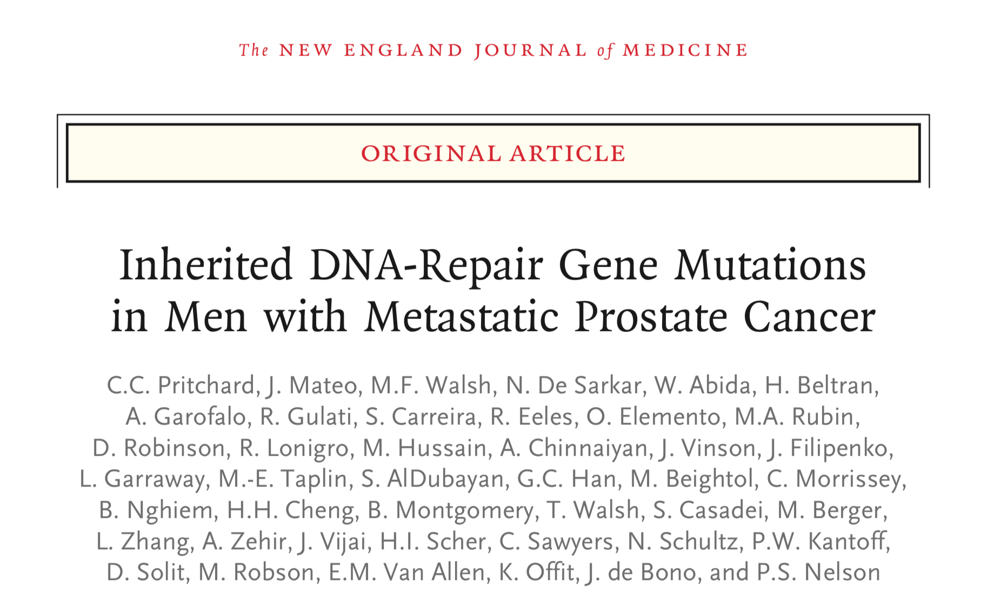 The NEW ENGLAND JOURNAL of MEDICINE
ORIGINAL ARTICLE
Inherited DNA-Repair Gene Mutations
in Men with Metastatic Prostate Cancer
C.C. Pritchard, J. Mateo, M.F. Walsh, N. De Sarkar, W. Abida, H. Beltran,
A. Garofalo, R. Gulati, S. Carreira, R. Eeles, O. Elemento, M.A. Rubin,
D. Robinson, R. Lonigro, M. Hussain, A. Chinnaiyan, J. Vinson, J. Filipenko,
L. Garraway, M.-E. Taplin, S. AlDubayan, G.C. Han, M. Beightol, C. Morrissey,
B. Nghiem, H.H. Cheng, B. Montgomery, T. Walsh, S. Casadei, M. Berger,
L. Zhang, A. Zehir, J. Vijai, H.I. Scher, C. Sawyers, N. Schultz, P.W. Kantoff,
D. Solit, M. Robson, E.M. Van Allen, K. Offit, J. de Bono, and P.S. Nelson